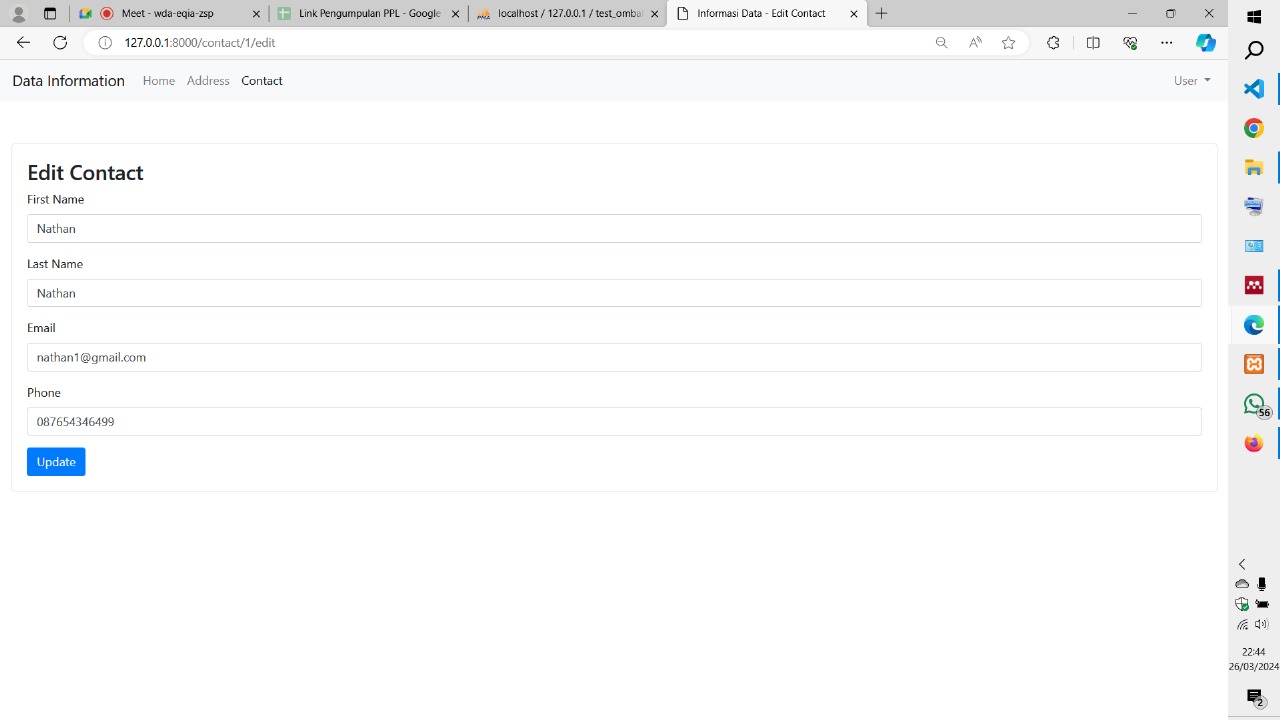 Meet - wda-eqia-zsp
Link Pengumpulan PPL - Google
localhost / 127.0.0.1 / test_omba
Informasi Data - Edit Contact
127.0.0.1:8000/contact/1/edit
Data Information
Home
Address
Contact
User
Edit Contact
First Name
Nathan
Last Name
Nathan
Email
nathan1@gmail.com
Phone
087654346499
Update
56
22:44
26/03/2024
2